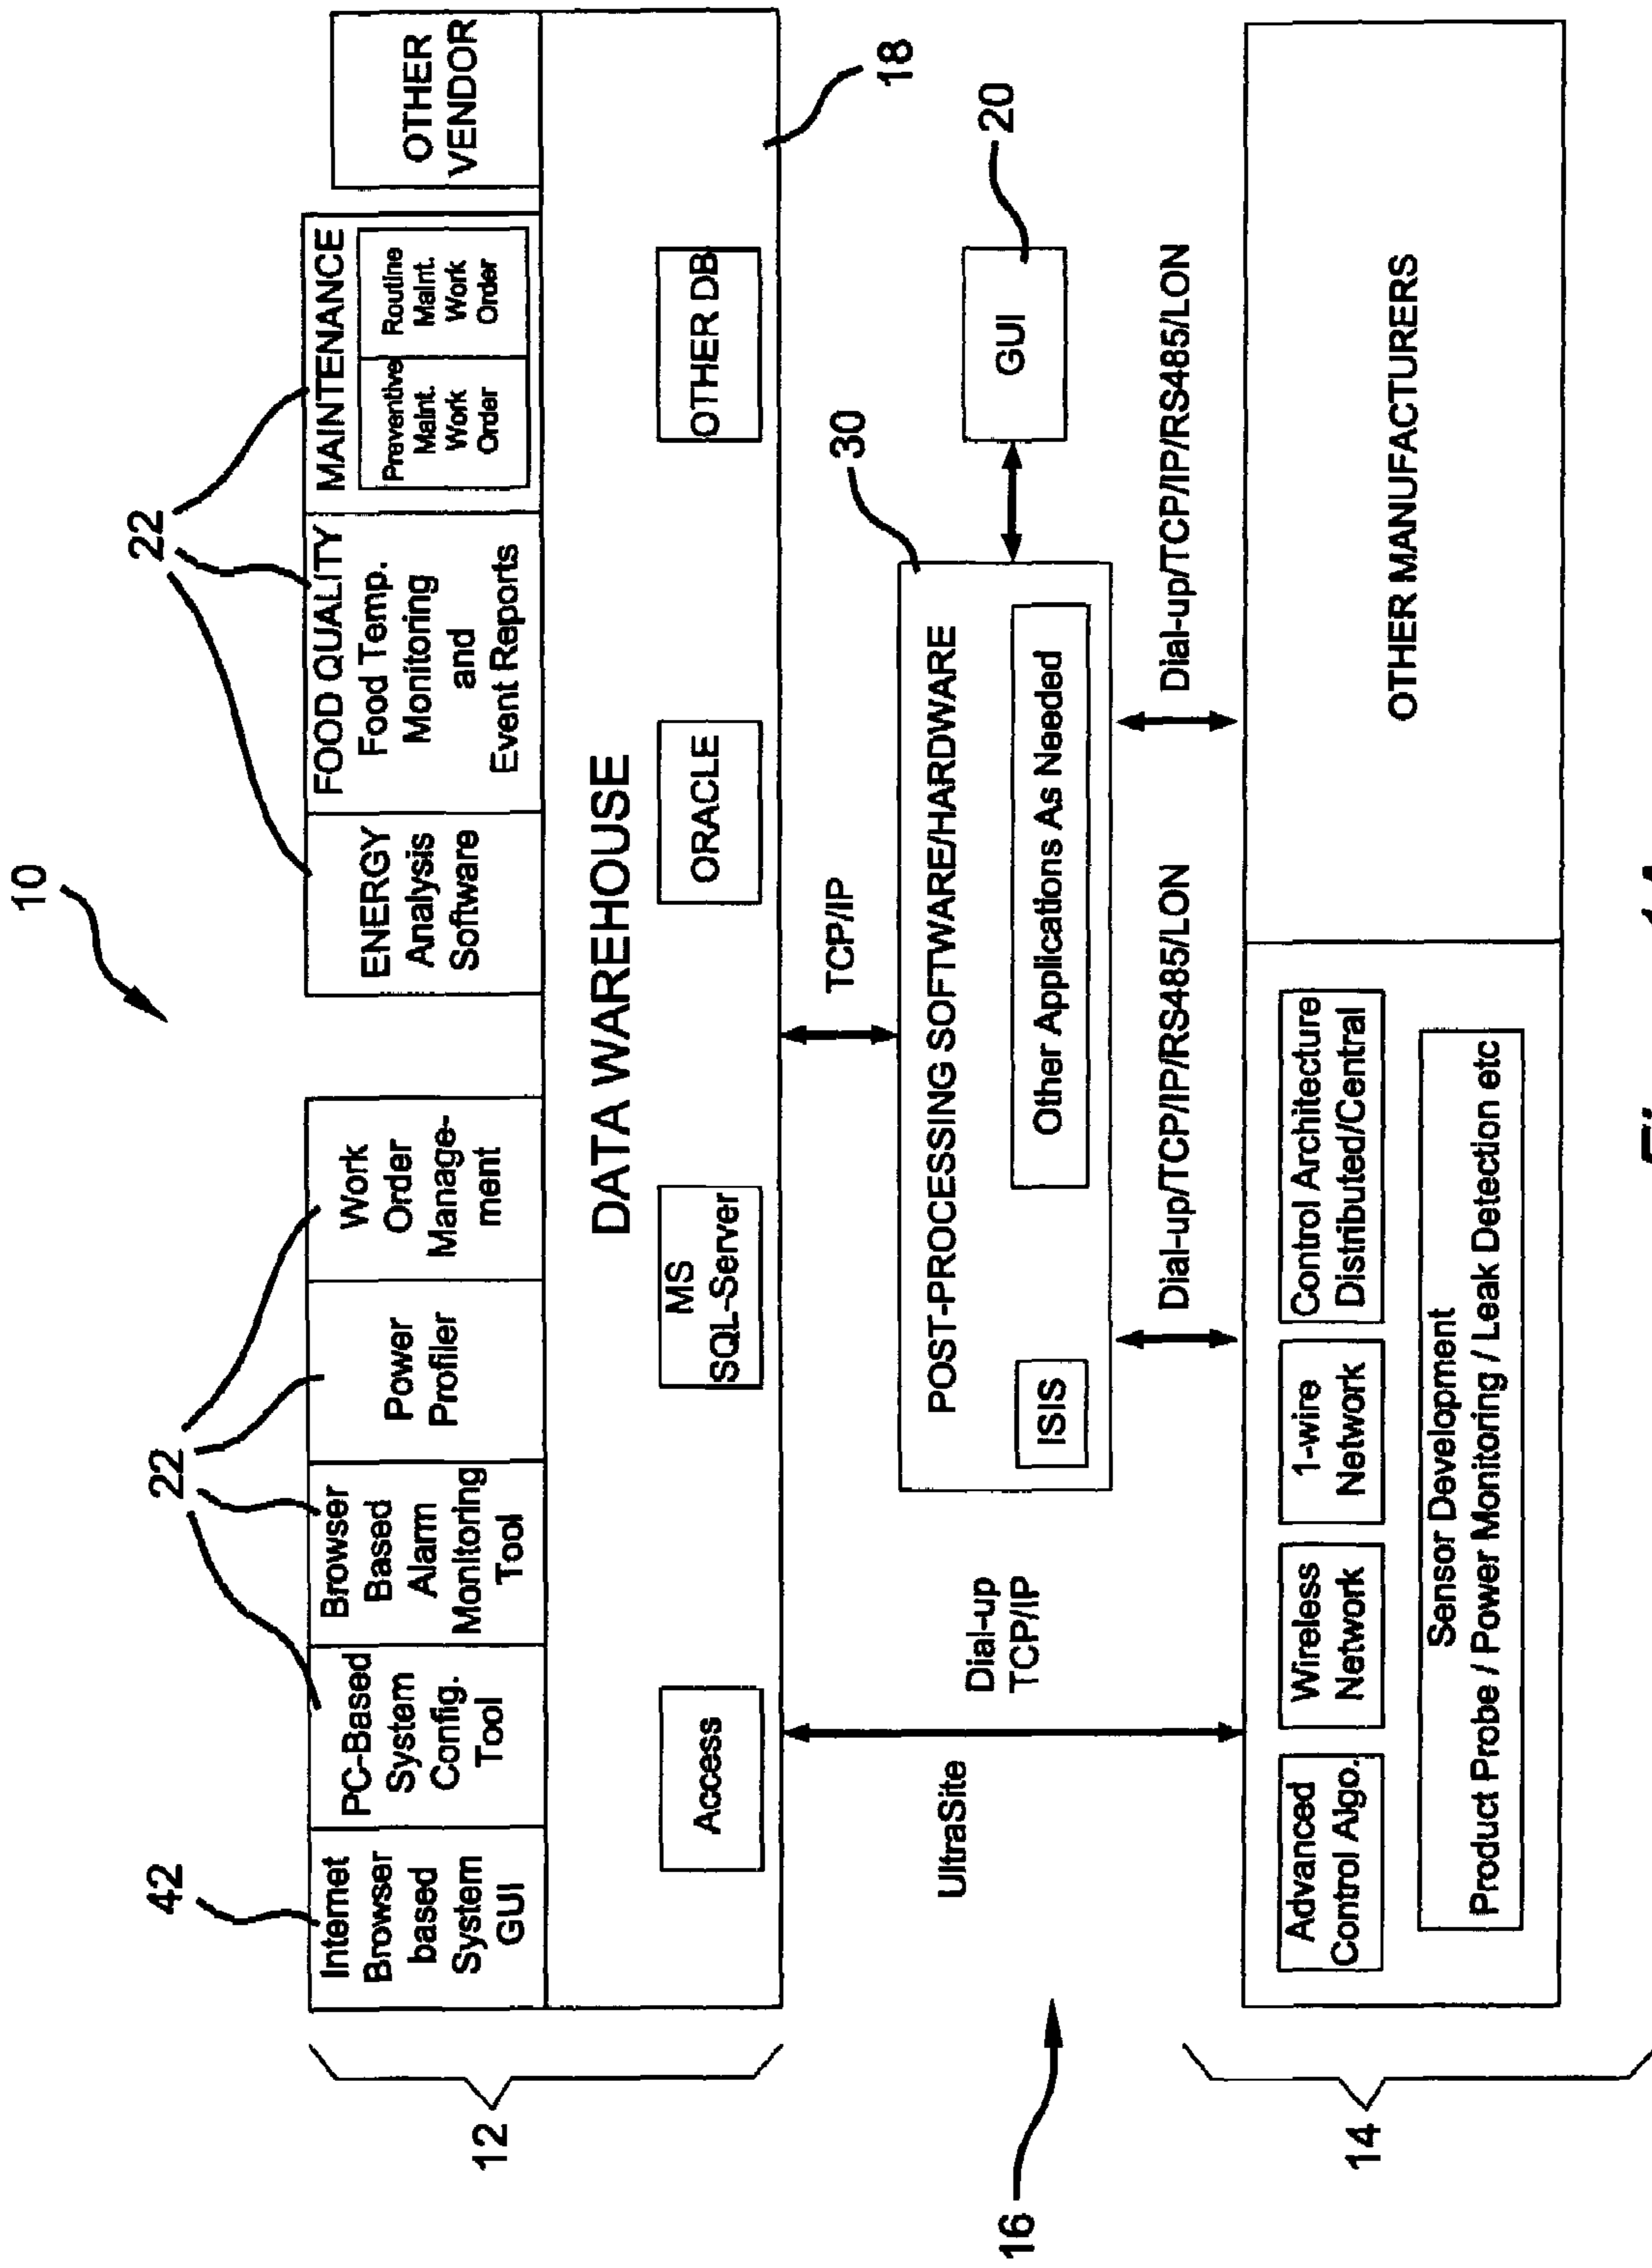 10
22
22
42
Internet
Browser
based
System
GUI
PC-Based
System
Config.
Tool
Browser
Based
Alarm
Monitoring
Tool
Power
Profiler
Work
Order
Manage-
ment
ENERGY
Analysis
Software
FOOD QUALITY
Food Temp.
Monitoring
and
Event Reports
MAINTENANCE
Preventive
Maint.
Work
Order
Routine
Maint.
Work
Order
OTHER
VENDOR
12
DATA WAREHOUSE
Access
MS
SQL-Server
ORACLE
OTHER DB
18
TCP/IP
UltraSite
Dial-up
TCP/IP
30
POST-PROCESSING SOFTWARE/HARDWARE
ISIS
Other Applications As Needed
GUI
20
16
Dial-up/TCP/IP/RS485/LON
Dial-up/TCP/IP/RS485/LON
14
Advanced
Control Algo.
Wireless
Network
1-wire
Network
Control Architecture
Distributed/Central
Sensor Development
Product Probe / Power Monitoring / Leak Detection etc
OTHER MANUFACTURERS